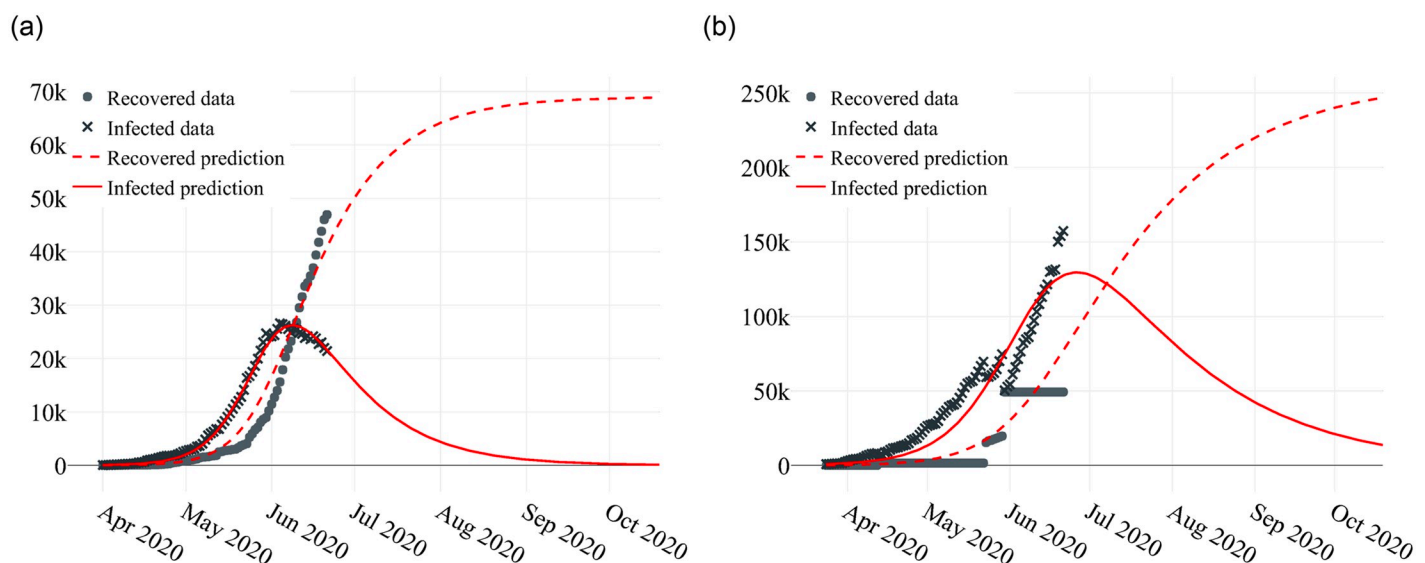 (a)
70k
60k
50k
40k
30k
20k
10k
0
Recovered data
Infected data
Recovered prediction
Infected prediction
Apr 2020
May 2020
Jun 2020
Jul 2020
Aug 2020
Sep 2020
Oct 2020
(b)
250k
200k
150k
100k
50k
0
Recovered data
Infected data
Recovered prediction
Infected prediction
Apr 2020
May 2020
Jun 2020
Jul 2020
Aug 2020
Sep 2020
Oct 2020